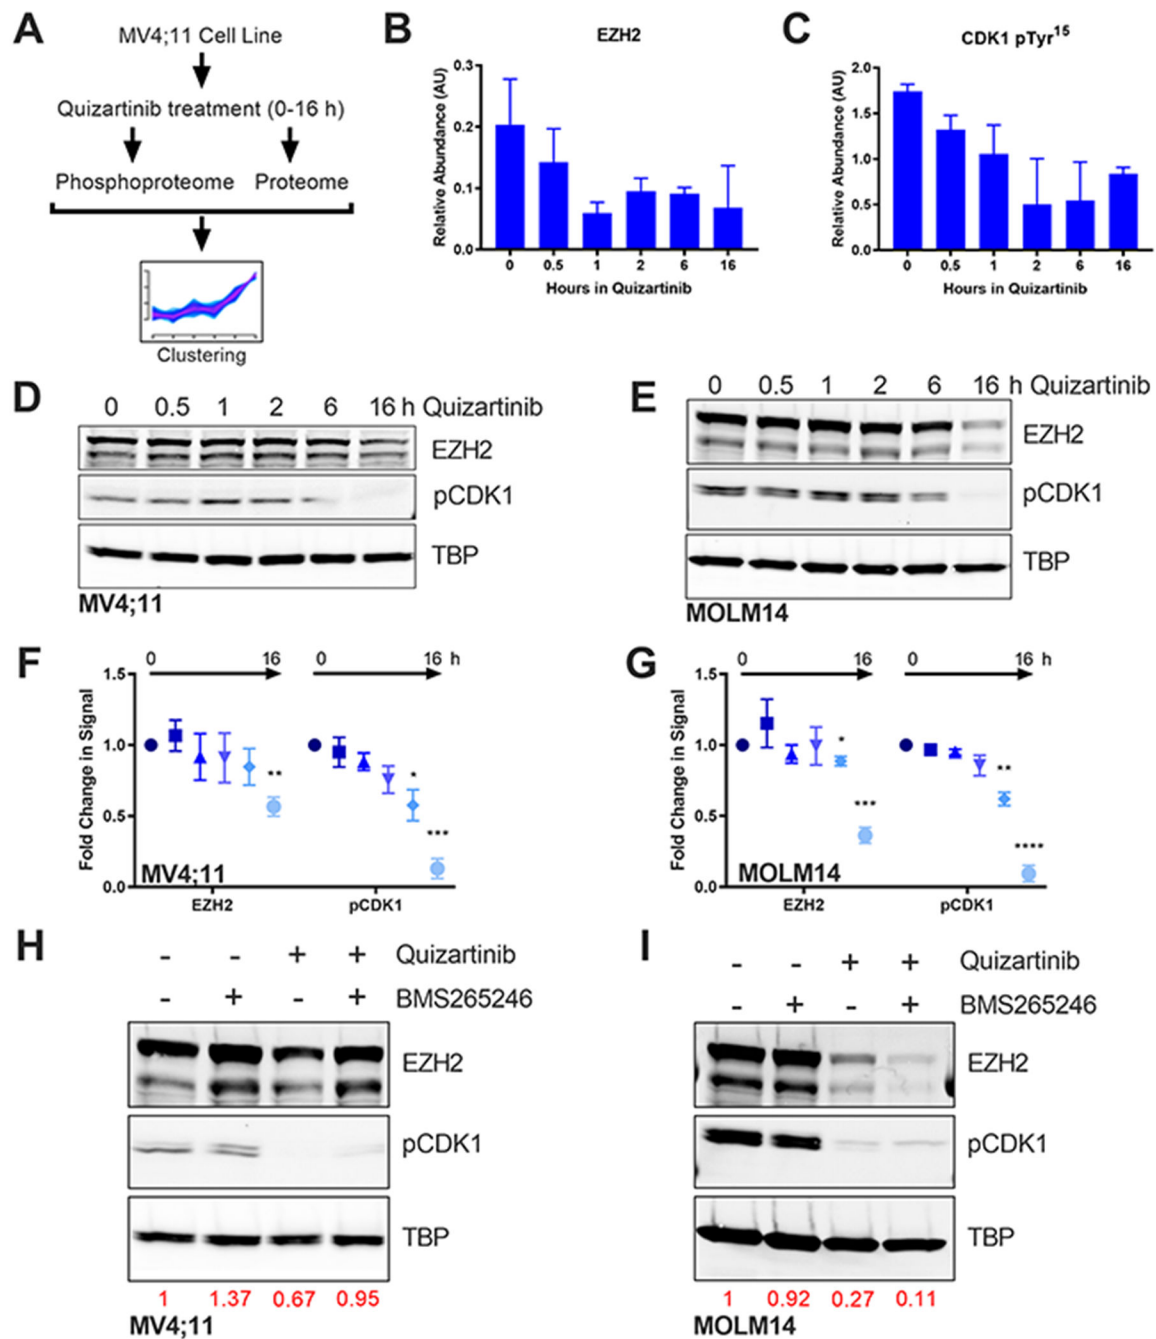 A
MV4;11 Cell Line
Quizartinib treatment (0-16 h)
Phosphoproteome Proteome
Clustering
B
EZH2
Relative Abundance (AU)
0.3
0.2
0.1
0.0
0 0.5 1 2 6 16
Hours in Quizartinib
C
CDK1 pTyr15
Relative Abundance (AU)
2.0
1.5
1.0
0.5
0.0
0 0.5 1 2 6 16
Hours in Quizartinib
D
0 0.5 1 2 6 16 h Quizartinib
EZH2
pCDK1
TBP
MV4;11
E
0 0.5 1 2 6 16 h Quizartinib
EZH2
pCDK1
TBP
MOLM14
F
0 16 0 16 h
Fold Change in Signal
1.5
1.0
0.5
0.0
**
*
***
MV4;11
EZH2 pCDK1
G
0 16 0 16 h
Fold Change in Signal
1.5
1.0
0.5
0.0
*
***
**
****
MOLM14
EZH2 pCDK1
H
- - + + Quizartinib
- + - + BMS265246
EZH2
pCDK1
TBP
1 1.37 0.67 0.95
MV4;11
I
- - + + Quizartinib
- + - + BMS265246
EZH2
pCDK1
TBP
1 0.92 0.27 0.11
MOLM14